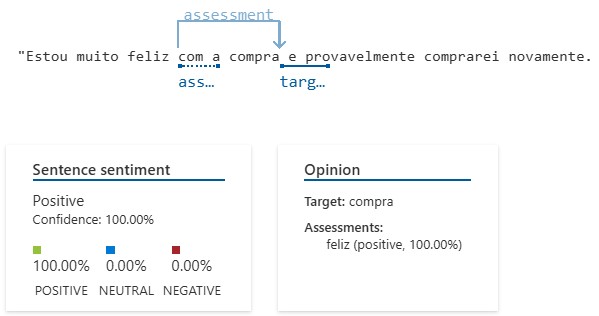 assessment
"Estou muito feliz com a compra e provavelmente comprarei novamente.
ass… targ…
Sentence sentiment
Positive
Confidence: 100.00%
100.00% 0.00% 0.00%
POSITIVE NEUTRAL NEGATIVE
Opinion
Target: compra
Assessments:
feliz (positive, 100.00%)